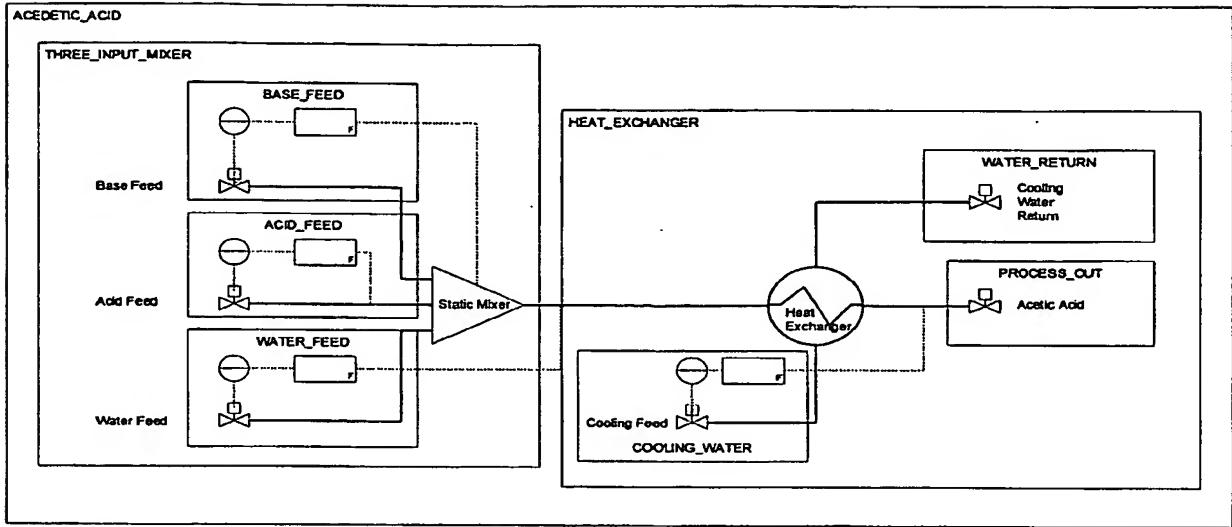 ACEDETIC_ACID
THREE_INPUT_MIXER
BASE_FEED
F
Base Feed
ACID_FEED
F
Acid Feed
Static Mixer
WATER_FEED
F
Water Feed
HEAT_EXCHANGER
WATER_RETURN
Cooling
Water
Return
PROCESS_OUT
Acetic Acid
Heat
Exchanger
F
Cooling Feed
COOLING_WATER